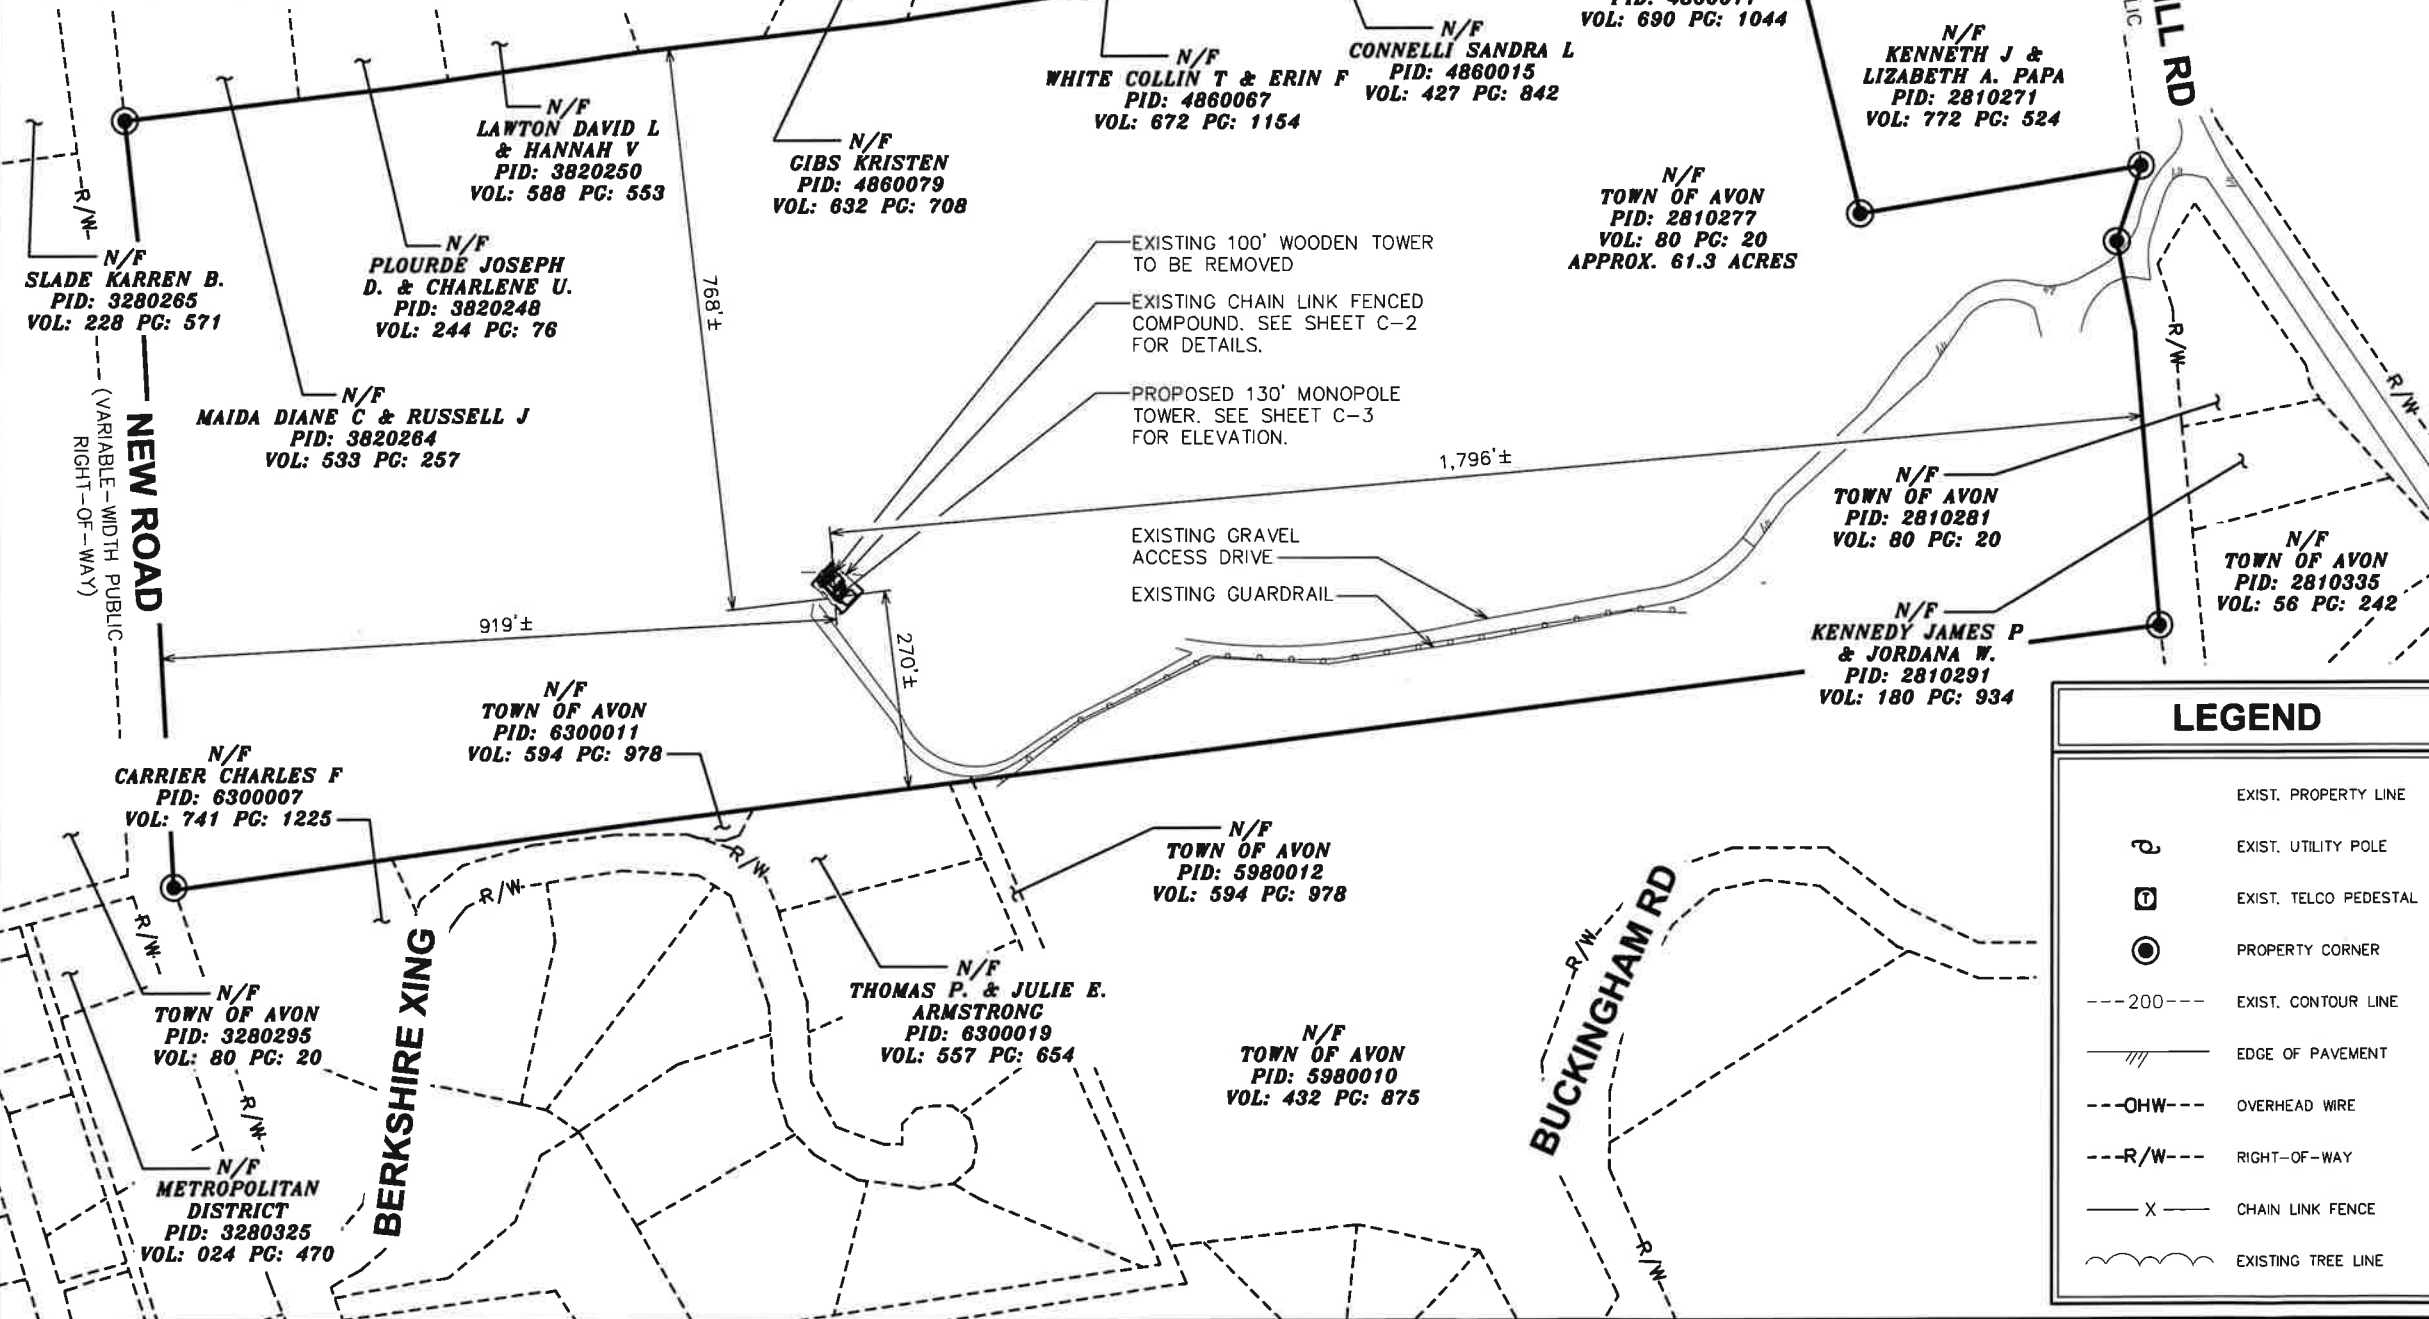 VOL: 690 PG: 1044
ILL RD
N/F
CONNELLI SANDRA L
PID: 4860015
VOL: 427 PG: 842
N/F
WHITE COLLIN T & ERIN F
PID: 4860067
VOL: 672 PG: 1154
N/F
KENNETH J &
LIZABETH A. PAPA
PID: 2810271
VOL: 772 PG: 524
N/F
LAWTON DAVID L
& HANNAH V
PID: 3820250
VOL: 588 PG: 553
N/F
GIBS KRISTEN
PID: 4860079
VOL: 632 PG: 708
N/F
TOWN OF AVON
PID: 2810277
VOL: 80 PG: 20
APPROX. 61.3 ACRES
R/W
N/F
SLADE KARREN B.
PID: 3280265
VOL: 228 PG: 571
N/F
PLOURDE JOSEPH
D. & CHARLENE U.
PID: 3820248
VOL: 244 PG: 76
768'±
EXISTING 100' WOODEN TOWER
TO BE REMOVED
EXISTING CHAIN LINK FENCED
COMPOUND. SEE SHEET C-2
FOR DETAILS.
PROPOSED 130' MONOPOLE
TOWER. SEE SHEET C-3
FOR ELEVATION.
R/W
R/W
N/F
MAIDA DIANE C & RUSSELL J
PID: 3820264
VOL: 533 PG: 257
NEW ROAD
(VARIABLE-WIDTH PUBLIC
RIGHT-OF-WAY)
1,796'±
N/F
TOWN OF AVON
PID: 2810281
VOL: 80 PG: 20
EXISTING GRAVEL
ACCESS DRIVE
EXISTING GUARDRAIL
N/F
TOWN OF AVON
PID: 2810335
VOL: 56 PG: 242
919'±
270'±
N/F
KENNEDY JAMES P
& JORDANA W.
PID: 2810291
VOL: 180 PG: 934
N/F
TOWN OF AVON
PID: 6300011
VOL: 594 PG: 978
N/F
CARRIER CHARLES F
PID: 6300007
VOL: 741 PG: 1225
R/W
R/W
N/F
TOWN OF AVON
PID: 5980012
VOL: 594 PG: 978
R/W
BERKSHIRE XING
N/F
TOWN OF AVON
PID: 3280295
VOL: 80 PG: 20
N/F
THOMAS P. & JULIE E.
ARMSTRONG
PID: 6300019
VOL: 557 PG: 654
R/W
BUCKINGHAM RD
N/F
TOWN OF AVON
PID: 5980010
VOL: 432 PG: 875
R/W
N/F
METROPOLITAN
DISTRICT
PID: 3280325
VOL: 024 PG: 470
R/W
LEGEND
EXIST. PROPERTY LINE
EXIST. UTILITY POLE
T
EXIST. TELCO PEDESTAL
PROPERTY CORNER
---200---
EXIST. CONTOUR LINE
EDGE OF PAVEMENT
---OHW---
OVERHEAD WIRE
---R/W---
RIGHT-OF-WAY
X
CHAIN LINK FENCE
EXISTING TREE LINE